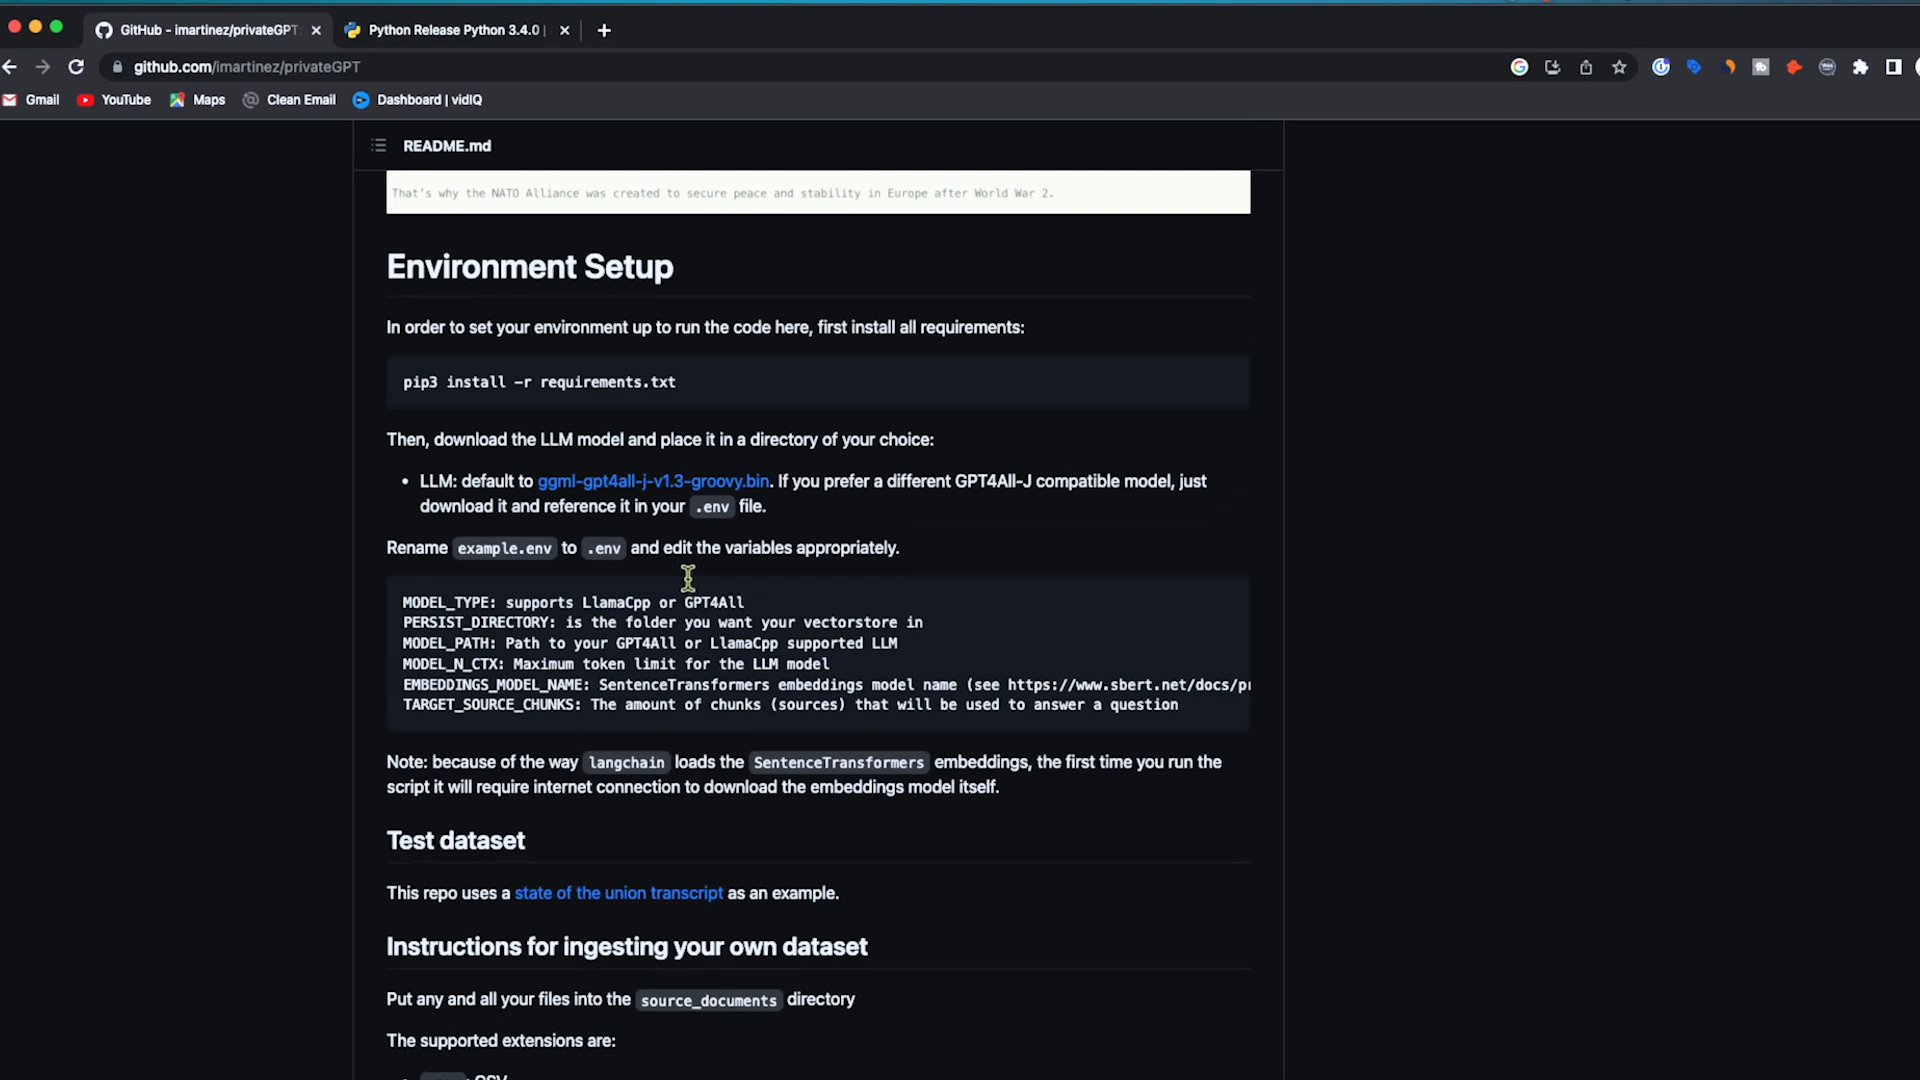 GitHub - imartinez/privateGPT:
Python Release Python 3.4.0 |
github.com/imartinez/privateGPT
Gmail YouTube Maps Clean Email Dashboard | vidIQ
README.md
That's why the NATO Alliance was created to secure peace and stability in Europe after World War 2.
Environment Setup
In order to set your environment up to run the code here, first install all requirements:
pip3 install -r requirements.txt
Then, download the LLM model and place it in a directory of your choice:
• LLM: default to ggml-gpt4all-j-v1.3-groovy.bin. If you prefer a different GPT4All-J compatible model, just
download it and reference it in your .env file.
Rename example.env to .env and edit the variables appropriately.
MODEL_TYPE: supports LlamaCpp or GPT4All
PERSIST_DIRECTORY: is the folder you want your vectorstore in
MODEL_PATH: Path to your GPT4All or LlamaCpp supported LLM
MODEL_N_CTX: Maximum token limit for the LLM model
EMBEDDINGS_MODEL_NAME: SentenceTransformers embeddings model name (see https://www.sbert.net/docs/pr
TARGET_SOURCE_CHUNKS: The amount of chunks (sources) that will be used to answer a question
Note: because of the way langchain loads the SentenceTransformers embeddings, the first time you run the
script it will require internet connection to download the embeddings model itself.
Test dataset
This repo uses a state of the union transcript as an example.
Instructions for ingesting your own dataset
Put any and all your files into the source_documents directory
The supported extensions are:
: CSV